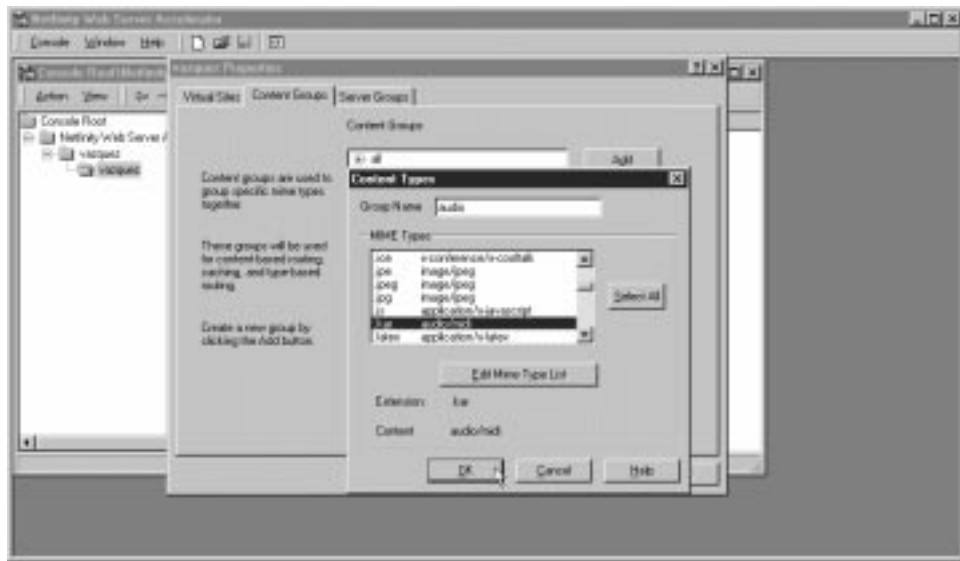 Netfinity Web Server Accelerator
Console Window Help
Console Root\Netfinity
vazquez Properties
Action View
Virtual Sites Content Groups Server Groups
Console Root
Netfinity Web Server A
vazquez
vazquez
Content Groups
all
Add
Content groups are used to
group specific mime types
together.
These groups will be used
for content-based routing,
caching, and type-based
routing.
Create a new group by
clicking the Add button.
Content Types
Group Name audio
MIME Types
.ice x-conference/x-cooltalk
.jpe image/jpeg
.jpeg image/jpeg
.jpg image/jpeg
.js application/x-javascript
.kar audio/midi
.latex application/x-latex
Select All
Edit Mime Type List
Extension: .kar
Content audio/midi
OK Cancel Help